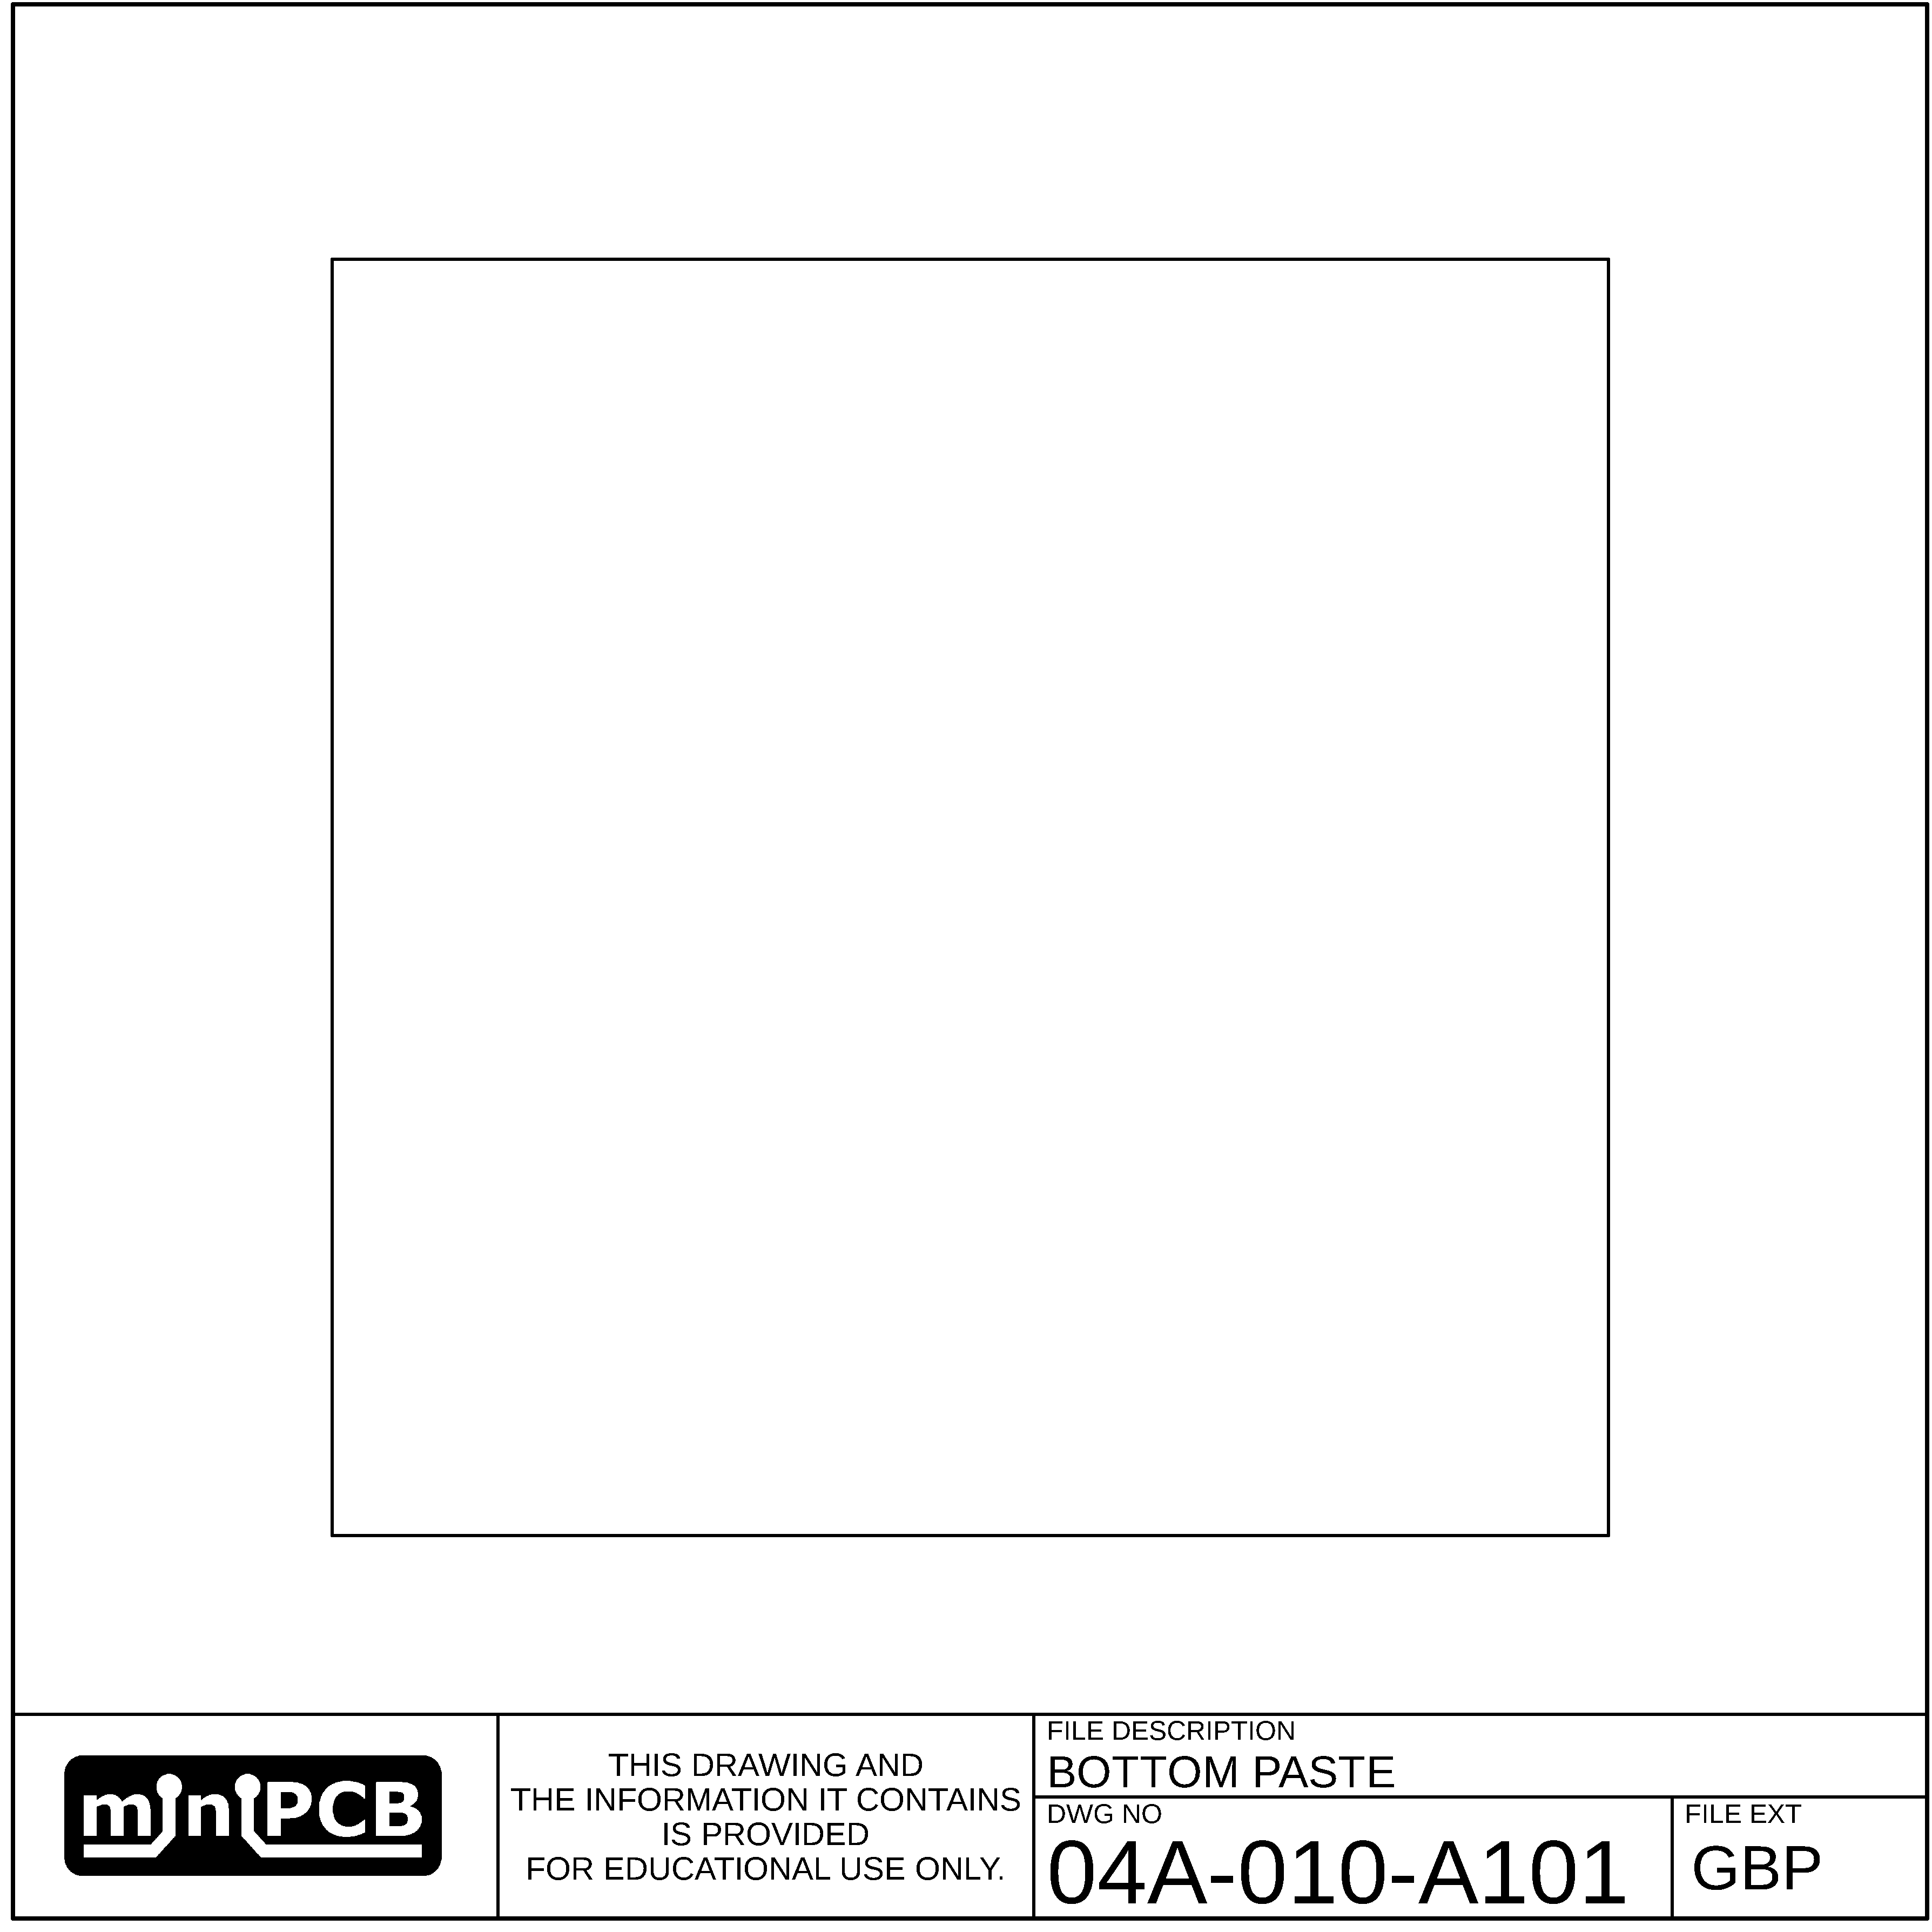 miniPCB
THIS DRAWING AND
THE INFORMATION IT CONTAINS
IS PROVIDED
FOR EDUCATIONAL USE ONLY.
FILE DESCRIPTION
BOTTOM PASTE
DWG NO
04A-010-A101
FILE EXT
GBP